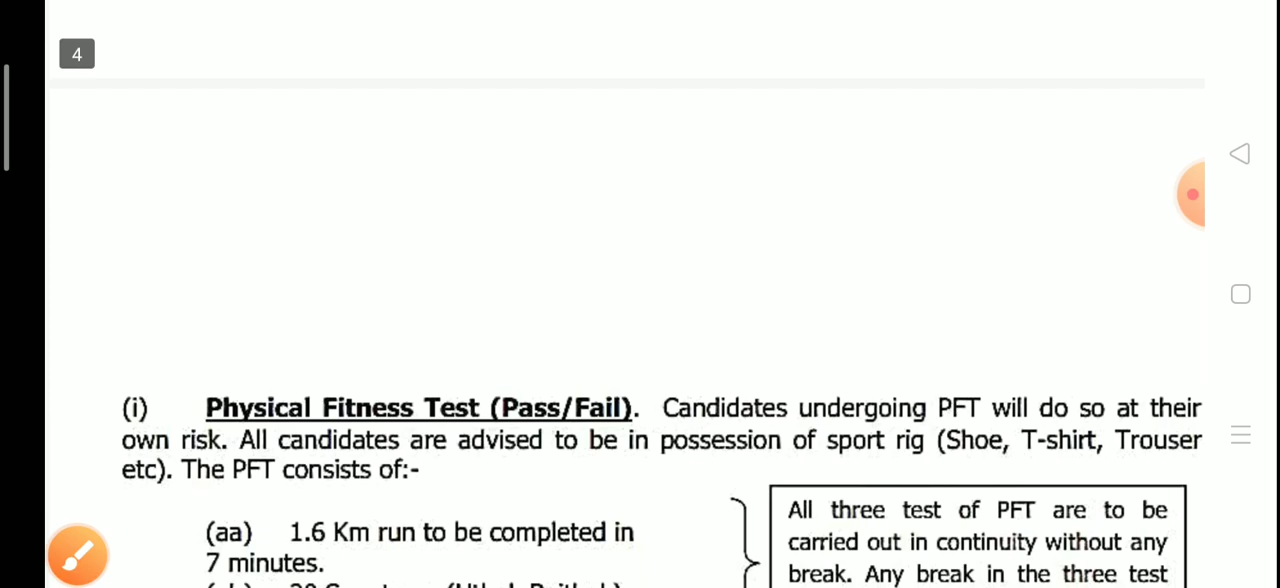 4
(i) Physical Fitness Test (Pass/Fail). Candidates undergoing PFT will do so at their
own risk. All candidates are advised to be in possession of sport rig (Shoe, T-shirt, Trouser
etc). The PFT consists of:-
(aa) 1.6 Km run to be completed in
7 minutes.
All three test of PFT are to be
carried out in continuity without any
break. Any break in the three test